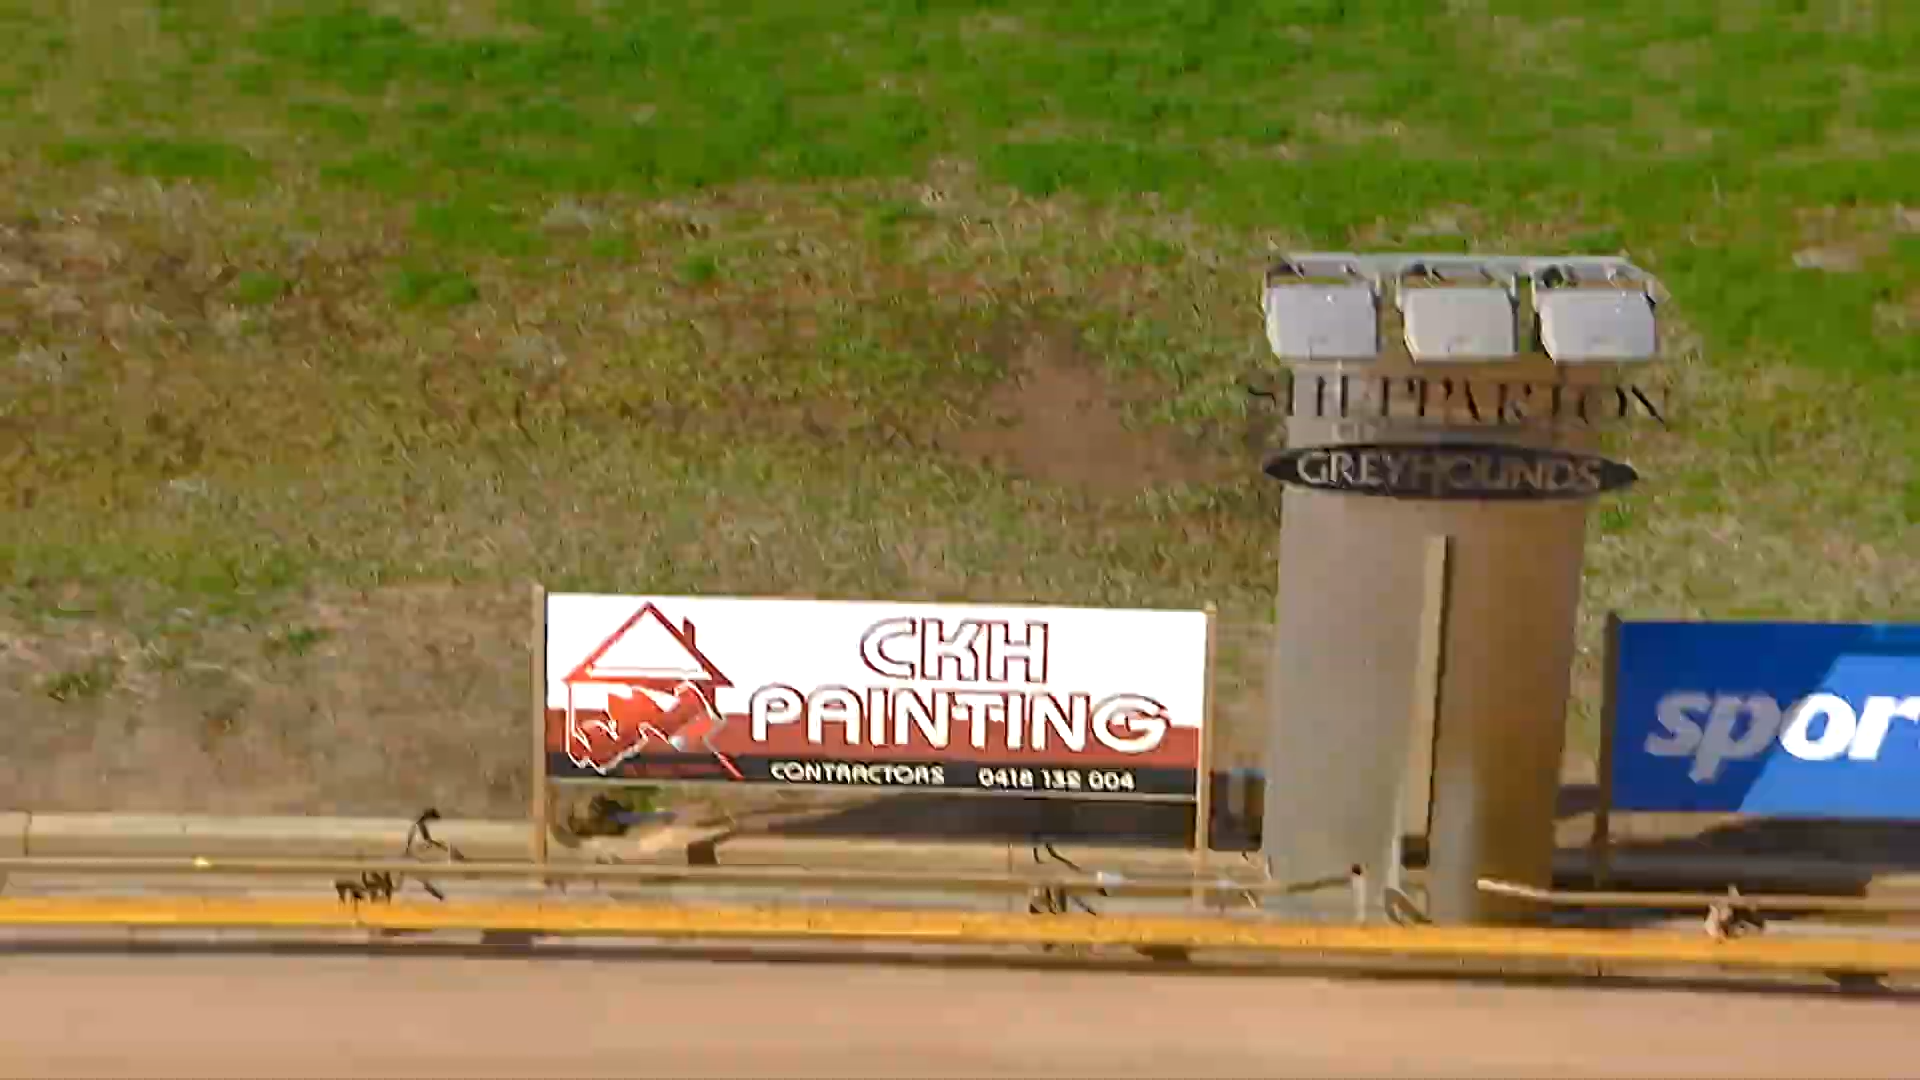 SHEPPARTON
GREYHOUNDS
CKH
PAINTING
CONTRACTORS 0418 132 004
spor